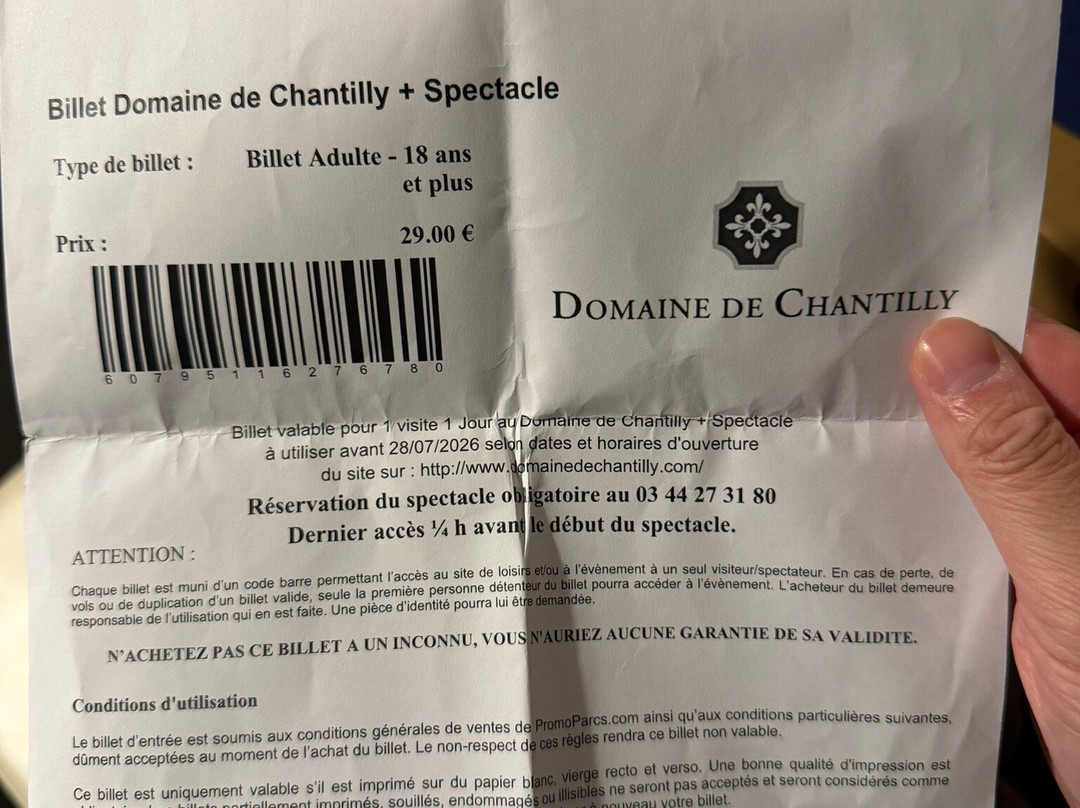 Billet Domaine de Chantilly + Spectacle
Type de billet : Billet Adulte - 18 ans
et plus
Prix : 29.00 €
6 0 7 9 5 1 1 6 2 7 6 7 8 0
DOMAINE DE CHANTILLY
Billet valable pour 1 visite 1 Jour au Domaine de Chantilly + Spectacle
à utiliser avant 28/07/2026 selon dates et horaires d'ouverture
du site sur : http://www.domainedechantilly.com/
Réservation du spectacle obligatoire au 03 44 27 31 80
Dernier accès ¼ h avant le début du spectacle.
ATTENTION :
Chaque billet est muni d'un code barre permettant l'accès au site de loisirs et/ou à l'évènement à un seul visiteur/spectateur. En cas de perte, de
vols ou de duplication d'un billet valide, seule la première personne détenteur du billet pourra accéder à l'évènement. L'acheteur du billet demeure
responsable de l'utilisation qui en est faite. Une pièce d'identité pourra lui être demandée.
N'ACHETEZ PAS CE BILLET A UN INCONNU, VOUS N'AURIEZ AUCUNE GARANTIE DE SA VALIDITE.
Conditions d'utilisation
Le billet d'entrée est soumis aux conditions générales de ventes de PromoParcs.com ainsi qu'aux conditions particulières suivantes,
dûment acceptées au moment de l'achat du billet. Le non-respect de ces règles rendra ce billet non valable.
Ce billet est uniquement valable s'il est imprimé sur du papier blanc, vierge recto et verso. Une bonne qualité d'impression est
billets partiellement imprimés, souillés, endommagés ou illisibles ne seront pas acceptés et seront considérés comme
nouveau votre billet.